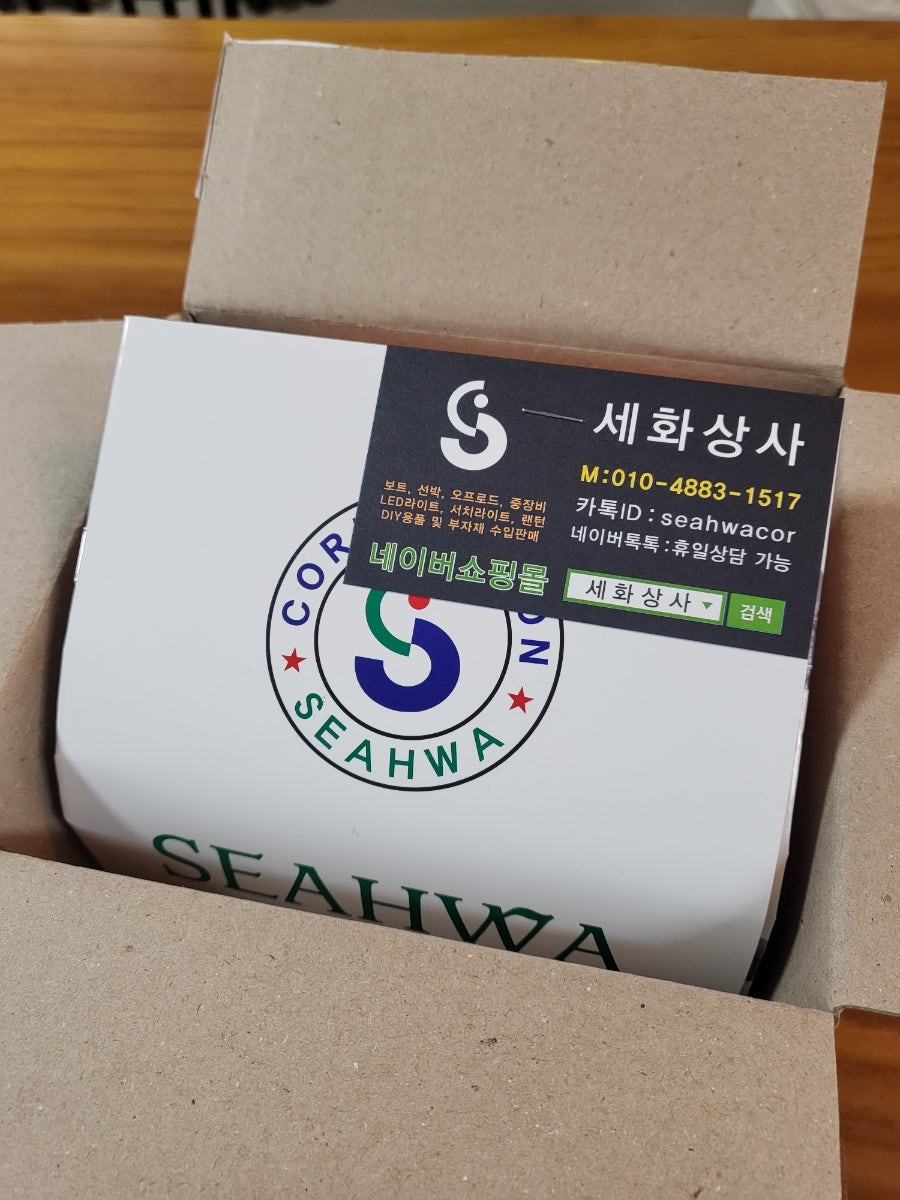 세화상사
M:010-4883-1517
카톡ID : seahwacor
네이버톡톡:휴일상담 가능
보트, 선박, 오프로드, 중장비
LED라이트, 서치라이트, 랜턴
DIY용품 및 부자재 수입판매
네이버쇼핑몰
세화상사
검색
SEAHWA
SEAHWA